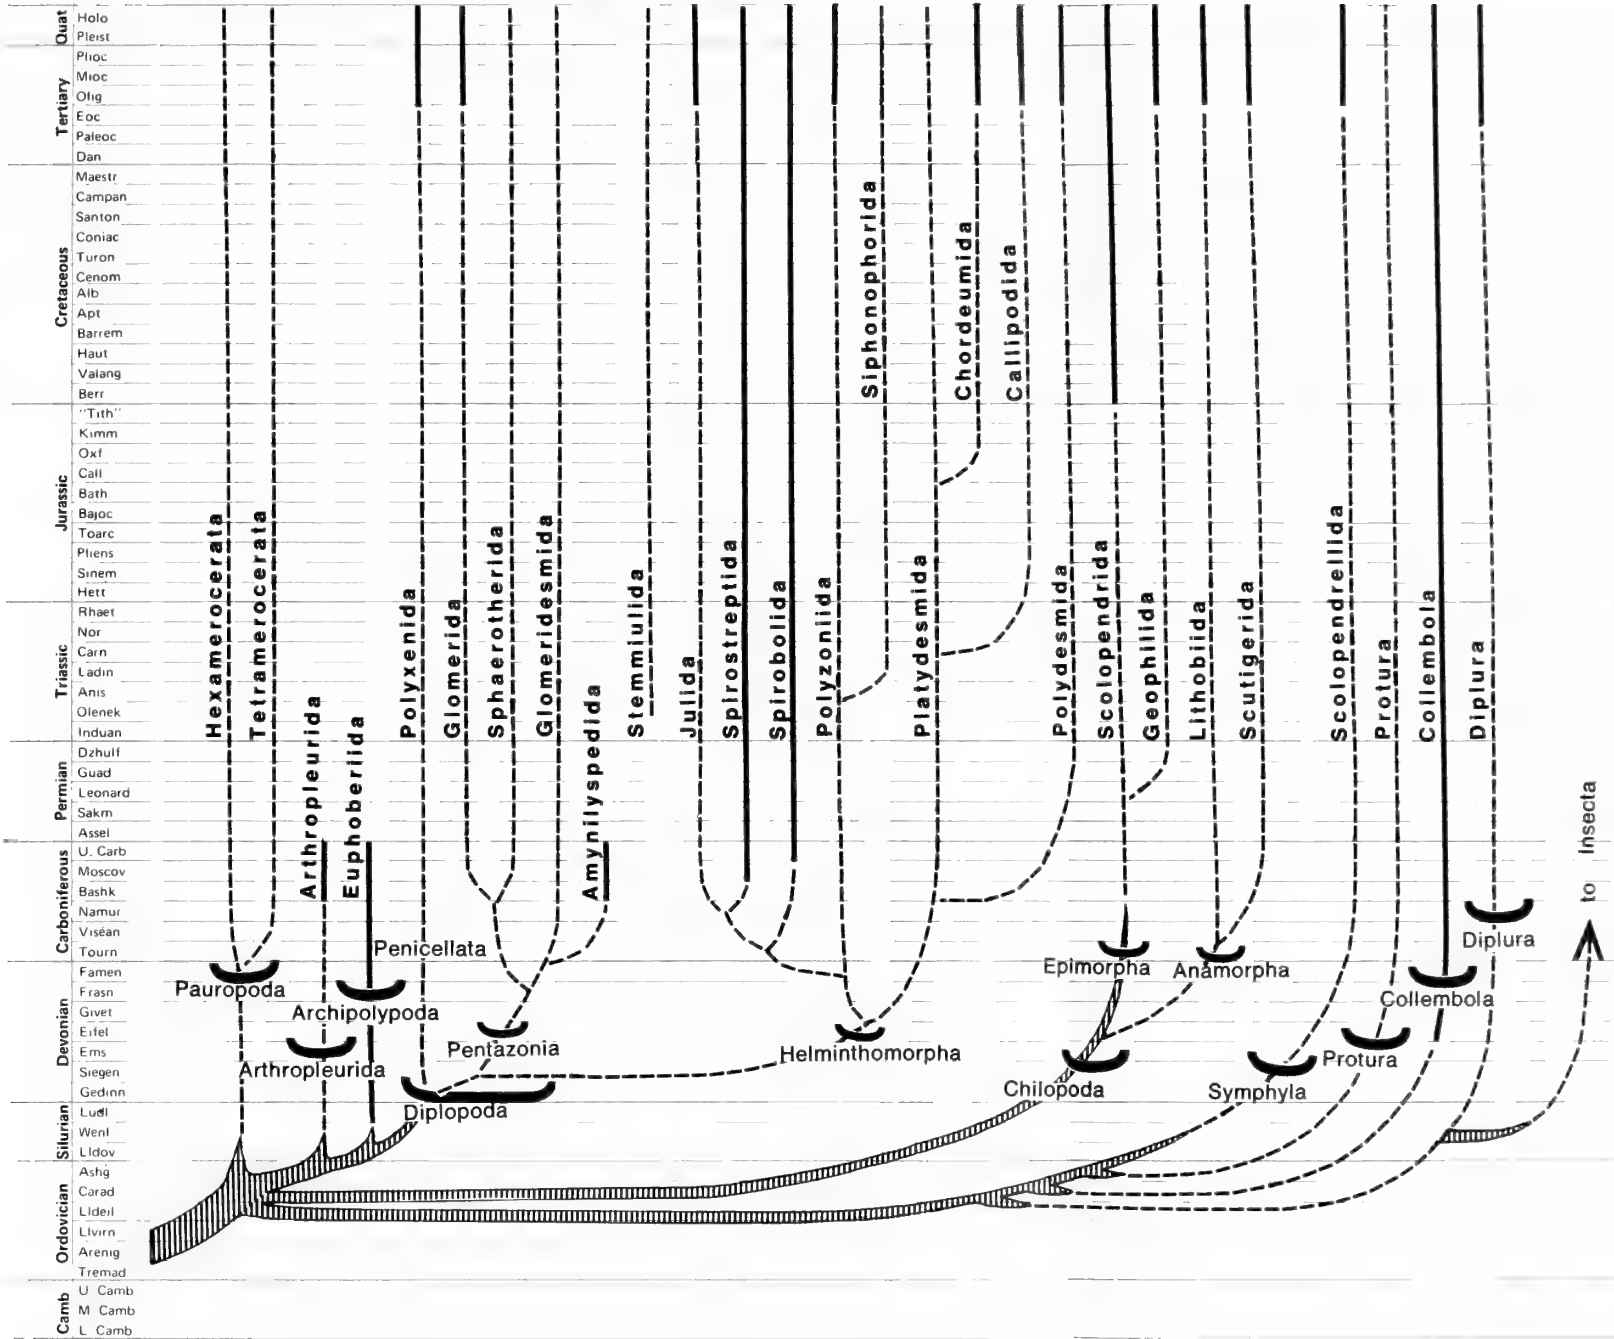 Quat
Tertiary
Cretaceous
Jurassic
Triassic
Permian
Carboniferous
Devonian
Silurian
Ordovician
Camb
Holo
Pleist
Plioc
Mioc
Olig
Eoc
Paleoc
Dan
Maestr
Campan
Santon
Coniac
Turon
Cenom
Alb
Apt
Barrem
Haut
Valang
Berr
"Tith"
Kimm
Oxf
Call
Bath
Bajoc
Toarc
Pliens
Sinem
Hett
Rhaet
Nor
Carn
Ladin
Anis
Olenek
Induan
Dzhulf
Guad
Leonard
Sakm
Assel
U. Carb
Moscov
Bashk
Namur
Viséan
Tourn
Famen
Frasn
Givet
Eifel
Ems
Siegen
Gedinn
Ludl
Wenl
Lldov
Ashg
Carad
Lldeil
Llvirn
Arenig
Tremad
U Camb
M Camb
L Camb
Hexamerocerata
Tetramerocerata
Arthropleurida
Euphoberiida
Polyxenida
Glomerida
Sphaerotherida
Glomeridesmida
Amynilyspedida
Stemmiulida
Julida
Spirostreptida
Spirobolida
Polyzoniida
Siphonophorida
Platydesmida
Chordeumida
Callipodida
Polydesmida
Scolopendrida
Geophilida
Lithobiida
Scutigerida
Scolopendrellida
Protura
Collembola
Diplura
to Insecta
Penicellata
Pauropoda
Archipolypoda
Arthropleurida
Pentazonia
Diplopoda
Helminthomorpha
Epimorpha
Anamorpha
Chilopoda
Symphyla
Protura
Collembola
Diplura